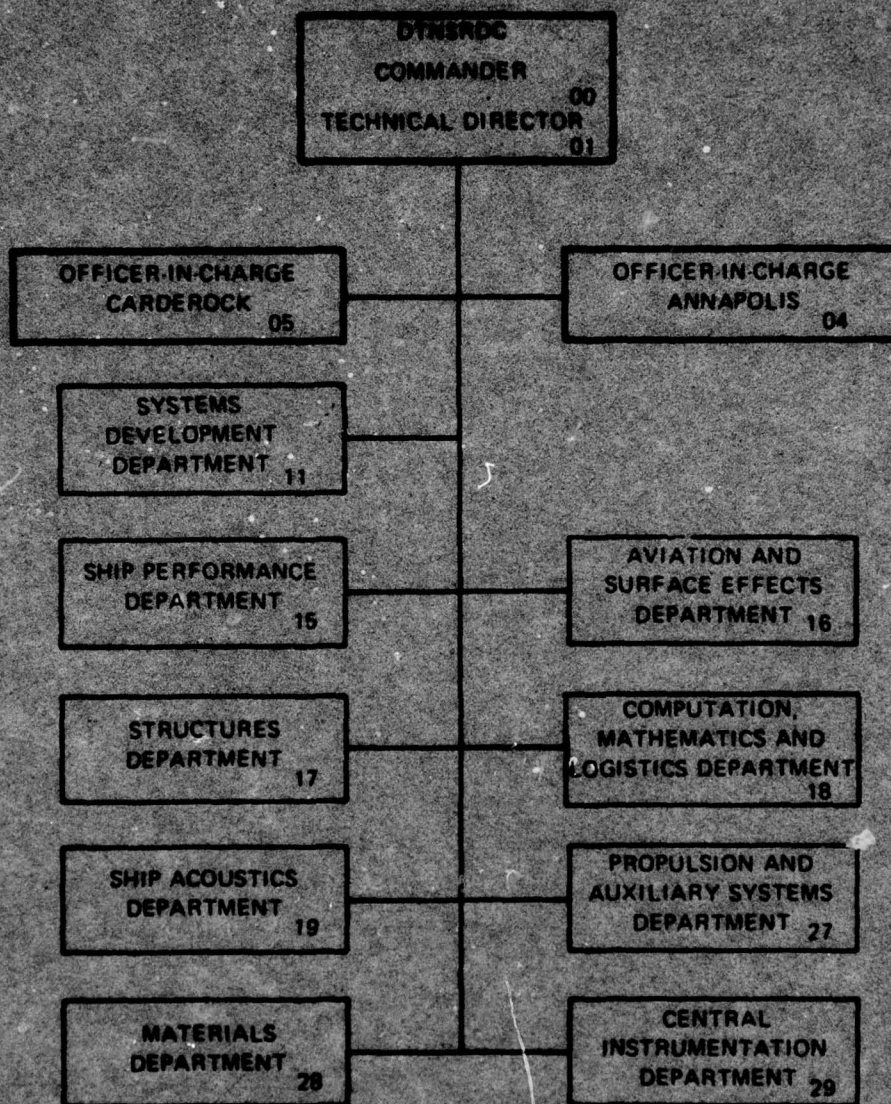 DTNSRDC
COMMANDER
00
TECHNICAL DIRECTOR
01
OFFICER-IN-CHARGE
CARDEROCK
05
OFFICER-IN-CHARGE
ANNAPOLIS
04
SYSTEMS
DEVELOPMENT
DEPARTMENT
11
SHIP PERFORMANCE
DEPARTMENT
15
AVIATION AND
SURFACE EFFECTS
DEPARTMENT
16
STRUCTURES
DEPARTMENT
17
COMPUTATION,
MATHEMATICS AND
LOGISTICS DEPARTMENT
18
SHIP ACOUSTICS
DEPARTMENT
19
PROPULSION AND
AUXILIARY SYSTEMS
DEPARTMENT
27
MATERIALS
DEPARTMENT
28
CENTRAL
INSTRUMENTATION
DEPARTMENT
29